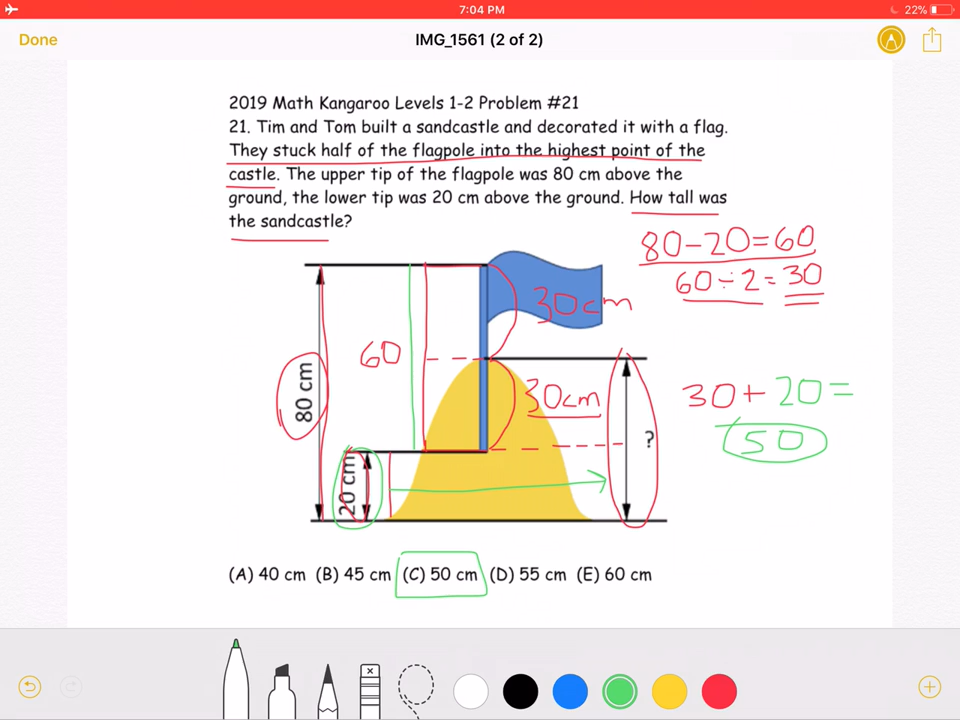 7:04 PM
22%
Done
IMG_1561 (2 of 2)
2019 Math Kangaroo Levels 1-2 Problem #21
21. Tim and Tom built a sandcastle and decorated it with a flag.
They stuck half of the flagpole into the highest point of the
castle. The upper tip of the flagpole was 80 cm above the
ground, the lower tip was 20 cm above the ground. How tall was
the sandcastle?
80-20=60
60÷2=30
30cm
60
80 cm
30cm
30+20=
50
?
20 cm
(A) 40 cm (B) 45 cm (C) 50 cm (D) 55 cm (E) 60 cm